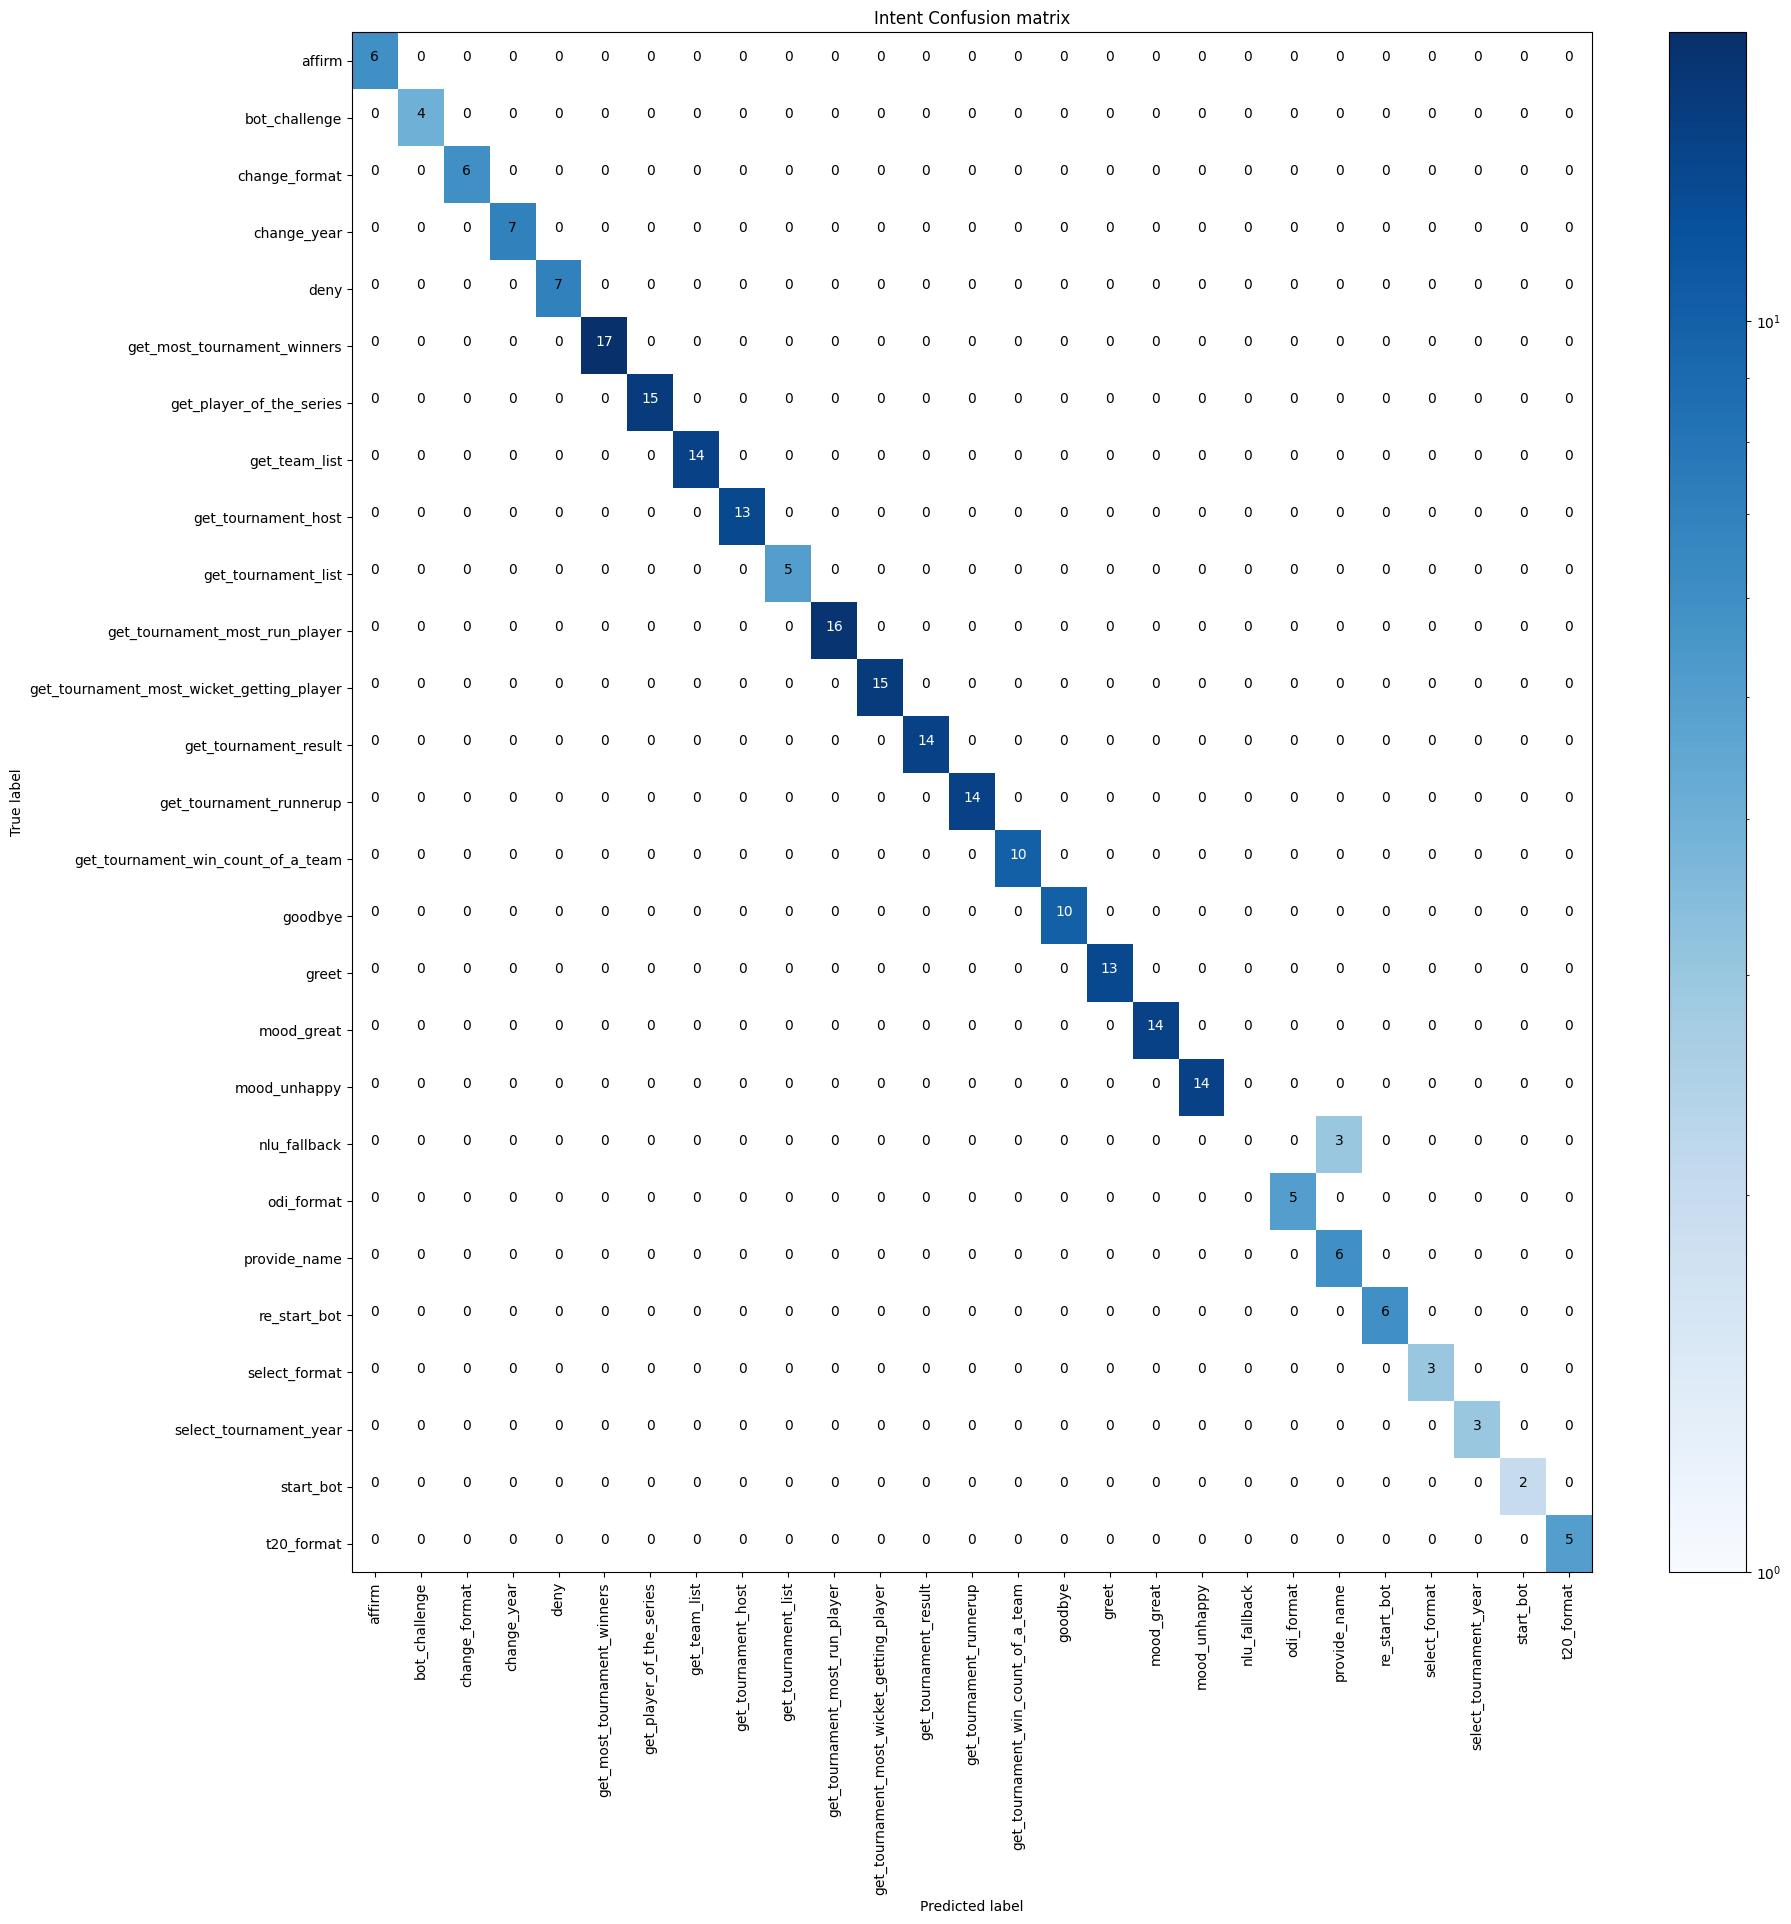 Intent Confusion matrix
affirm 6 0 0 0 0 0 0 0 0 0 0 0 0 0 0 0 0 0 0 0 0 0 0 0 0 0 0
bot_challenge 0 4 0 0 0 0 0 0 0 0 0 0 0 0 0 0 0 0 0 0 0 0 0 0 0 0 0
change_format 0 0 6 0 0 0 0 0 0 0 0 0 0 0 0 0 0 0 0 0 0 0 0 0 0 0 0
change_year 0 0 0 7 0 0 0 0 0 0 0 0 0 0 0 0 0 0 0 0 0 0 0 0 0 0 0
deny 0 0 0 0 7 0 0 0 0 0 0 0 0 0 0 0 0 0 0 0 0 0 0 0 0 0 0
get_most_tournament_winners 0 0 0 0 0 17 0 0 0 0 0 0 0 0 0 0 0 0 0 0 0 0 0 0 0 0 0
10¹
get_player_of_the_series 0 0 0 0 0 0 15 0 0 0 0 0 0 0 0 0 0 0 0 0 0 0 0 0 0 0 0
get_team_list 0 0 0 0 0 0 0 14 0 0 0 0 0 0 0 0 0 0 0 0 0 0 0 0 0 0 0
get_tournament_host 0 0 0 0 0 0 0 0 13 0 0 0 0 0 0 0 0 0 0 0 0 0 0 0 0 0 0
get_tournament_list 0 0 0 0 0 0 0 0 0 5 0 0 0 0 0 0 0 0 0 0 0 0 0 0 0 0 0
get_tournament_most_run_player 0 0 0 0 0 0 0 0 0 0 16 0 0 0 0 0 0 0 0 0 0 0 0 0 0 0 0
get_tournament_most_wicket_getting_player 0 0 0 0 0 0 0 0 0 0 0 15 0 0 0 0 0 0 0 0 0 0 0 0 0 0 0
get_tournament_result 0 0 0 0 0 0 0 0 0 0 0 0 14 0 0 0 0 0 0 0 0 0 0 0 0 0 0
True label
get_tournament_runnerup 0 0 0 0 0 0 0 0 0 0 0 0 0 14 0 0 0 0 0 0 0 0 0 0 0 0 0
get_tournament_win_count_of_a_team 0 0 0 0 0 0 0 0 0 0 0 0 0 0 10 0 0 0 0 0 0 0 0 0 0 0 0
goodbye 0 0 0 0 0 0 0 0 0 0 0 0 0 0 0 10 0 0 0 0 0 0 0 0 0 0 0
greet 0 0 0 0 0 0 0 0 0 0 0 0 0 0 0 0 13 0 0 0 0 0 0 0 0 0 0
mood_great 0 0 0 0 0 0 0 0 0 0 0 0 0 0 0 0 0 14 0 0 0 0 0 0 0 0 0
mood_unhappy 0 0 0 0 0 0 0 0 0 0 0 0 0 0 0 0 0 0 14 0 0 0 0 0 0 0 0
nlu_fallback 0 0 0 0 0 0 0 0 0 0 0 0 0 0 0 0 0 0 0 0 0 3 0 0 0 0 0
odi_format 0 0 0 0 0 0 0 0 0 0 0 0 0 0 0 0 0 0 0 0 5 0 0 0 0 0 0
provide_name 0 0 0 0 0 0 0 0 0 0 0 0 0 0 0 0 0 0 0 0 0 6 0 0 0 0 0
re_start_bot 0 0 0 0 0 0 0 0 0 0 0 0 0 0 0 0 0 0 0 0 0 0 6 0 0 0 0
select_format 0 0 0 0 0 0 0 0 0 0 0 0 0 0 0 0 0 0 0 0 0 0 0 3 0 0 0
select_tournament_year 0 0 0 0 0 0 0 0 0 0 0 0 0 0 0 0 0 0 0 0 0 0 0 0 3 0 0
start_bot 0 0 0 0 0 0 0 0 0 0 0 0 0 0 0 0 0 0 0 0 0 0 0 0 0 2 0
t20_format 0 0 0 0 0 0 0 0 0 0 0 0 0 0 0 0 0 0 0 0 0 0 0 0 0 0 5
10⁰
affirm
bot_challenge
change_format
change_year
deny
get_most_tournament_winners
get_player_of_the_series
get_team_list
get_tournament_host
get_tournament_list
get_tournament_most_run_player
get_tournament_most_wicket_getting_player
get_tournament_result
get_tournament_runnerup
get_tournament_win_count_of_a_team
goodbye
greet
mood_great
mood_unhappy
nlu_fallback
odi_format
provide_name
re_start_bot
select_format
select_tournament_year
start_bot
t20_format
Predicted label